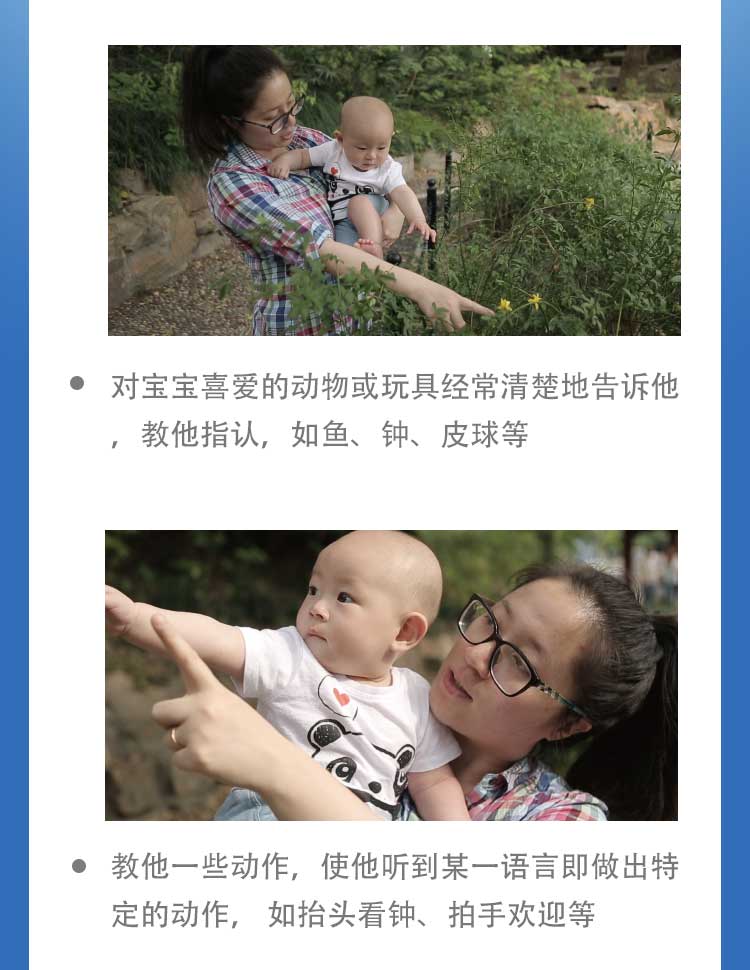 对宝宝喜爱的动物或玩具经常清楚地告诉他
，教他指认，如鱼、钟、皮球等
教他一些动作，使他听到某一语言即做出特
定的动作， 如抬头看钟、拍手欢迎等